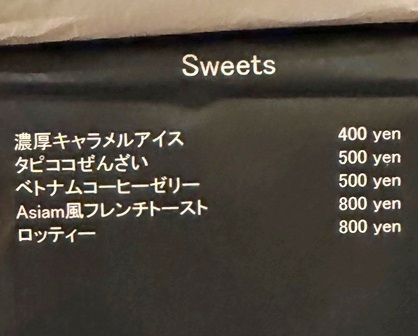 Sweets
濃厚キャラメルアイス 400 yen
タピココぜんざい 500 yen
ベトナムコーヒーゼリー 500 yen
Asiam風フレンチトースト 800 yen
ロッティー 800 yen